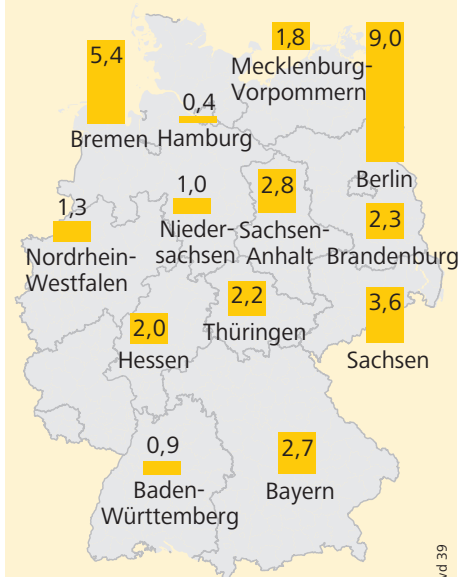 5,4
Bremen
0,4
Hamburg
1,8
Mecklenburg-
Vorpommern
9,0
Berlin
1,3
Nordrhein-
Westfalen
1,0
Nieder-
sachsen
2,8
Sachsen-
Anhalt
2,3
Brandenburg
2,0
Hessen
2,2
Thüringen
3,6
Sachsen
0,9
Baden-
Württemberg
2,7
Bayern
vd 39